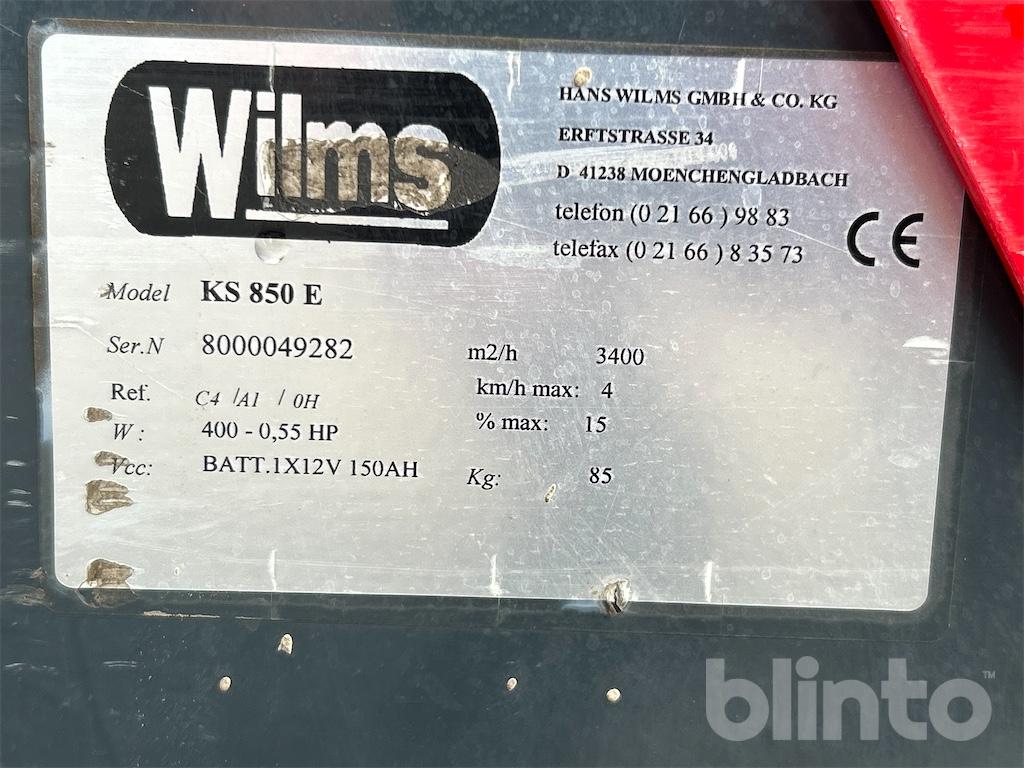 Wilms
HANS WILMS GMBH & CO. KG
ERFTSTRASSE 34
D 41238 MOENCHENGLADBACH
telefon (0 21 66 ) 98 83
telefax (0 21 66 ) 8 35 73
CE
Model KS 850 E
Ser.N 8000049282
Ref. C4 /A1 / 0H
W : 400 - 0,55 HP
Vcc: BATT.1X12V 150AH
m2/h 3400
km/h max: 4
% max: 15
Kg: 85
blinto™